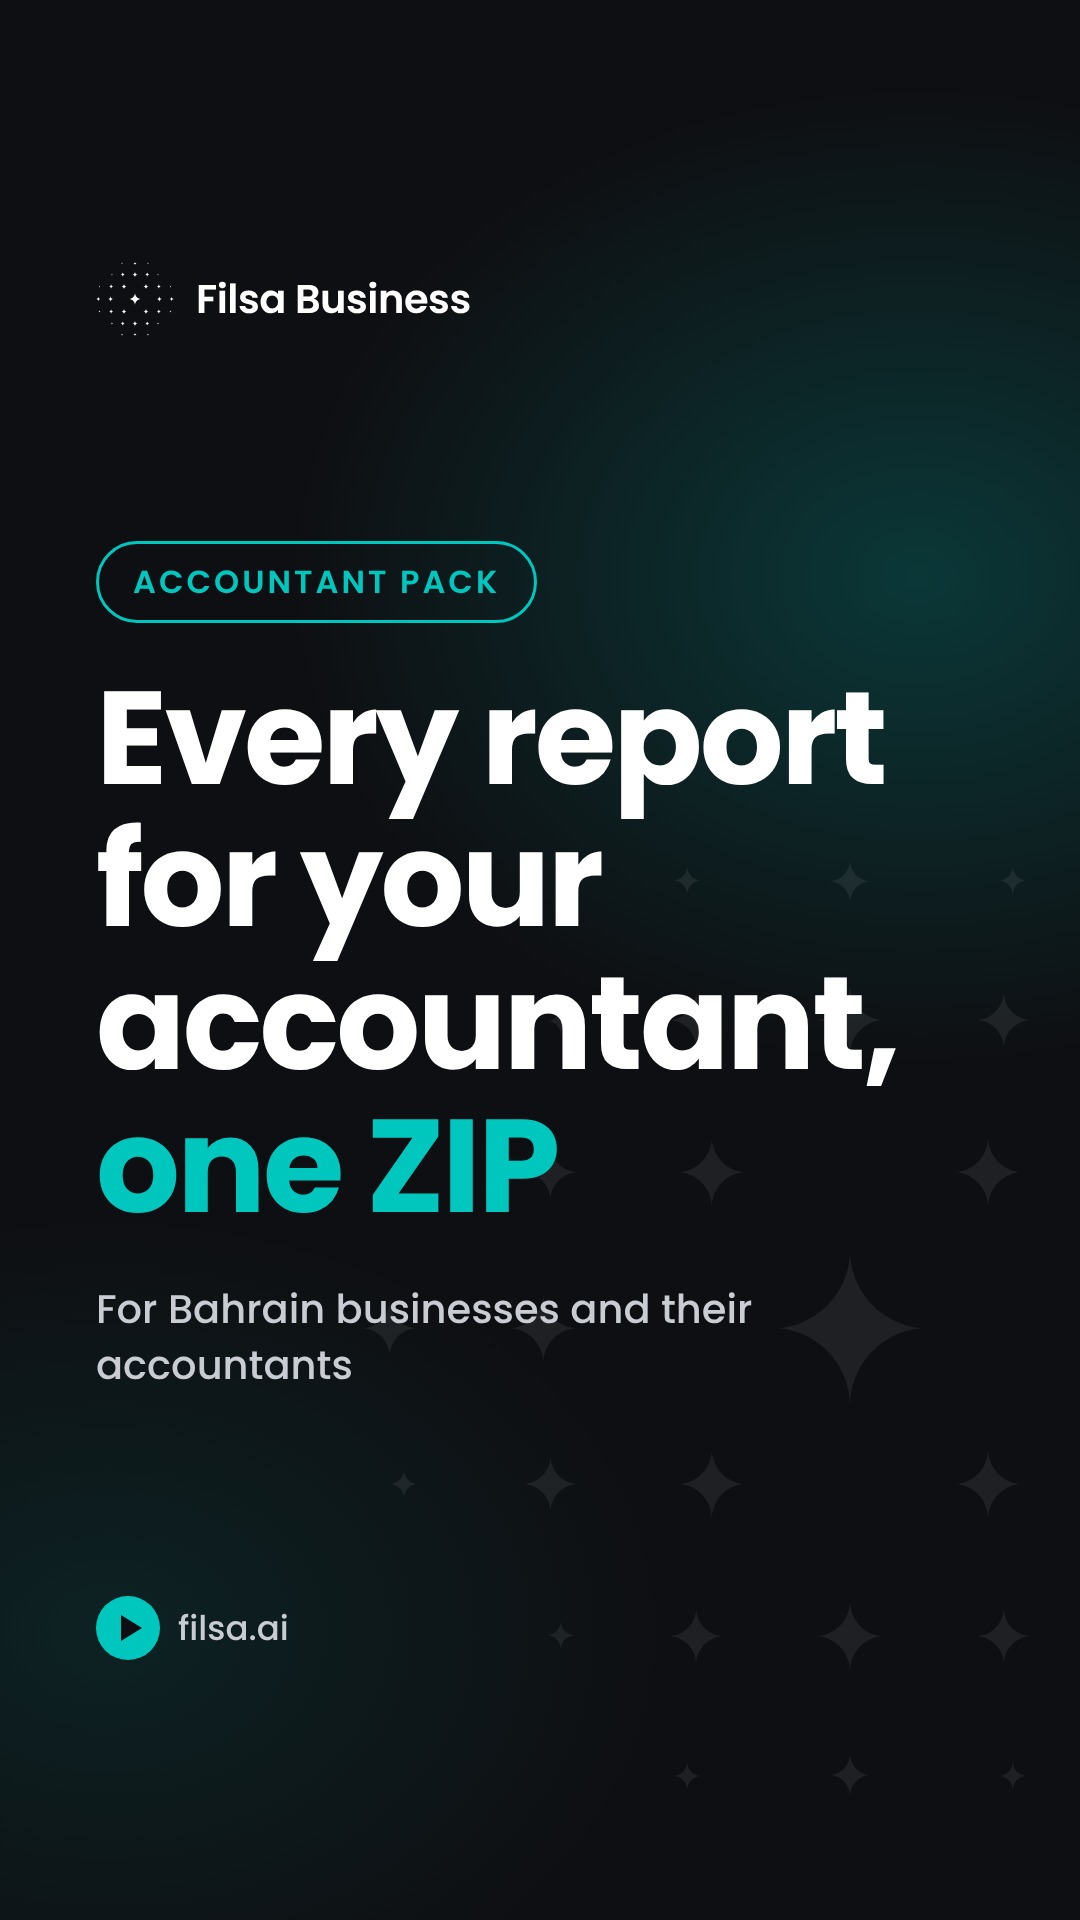 Filsa Business
ACCOUNTANT PACK
Every report
for your
accountant,
one ZIP
For Bahrain businesses and their
accountants
filsa.ai